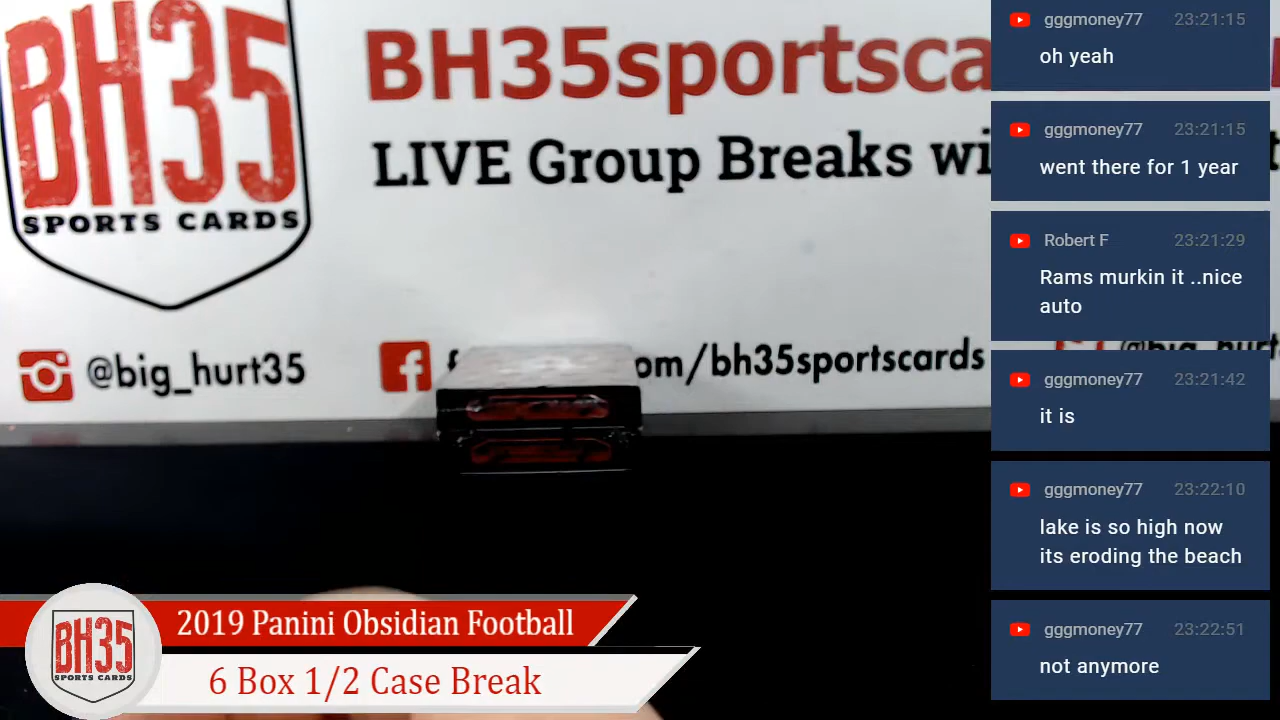 BH35
SPORTS CARDS
BH35sportsca
LIVE Group Breaks wi
@big_hurt35
om/bh35sportscards
gggmoney77 23:21:15
oh yeah
gggmoney77 23:21:15
went there for 1 year
Robert F 23:21:29
Rams murkin it ..nice
auto
gggmoney77 23:21:42
it is
gggmoney77 23:22:10
lake is so high now
its eroding the beach
gggmoney77 23:22:51
not anymore
BH35
SPORTS CARDS
2019 Panini Obsidian Football
6 Box 1/2 Case Break